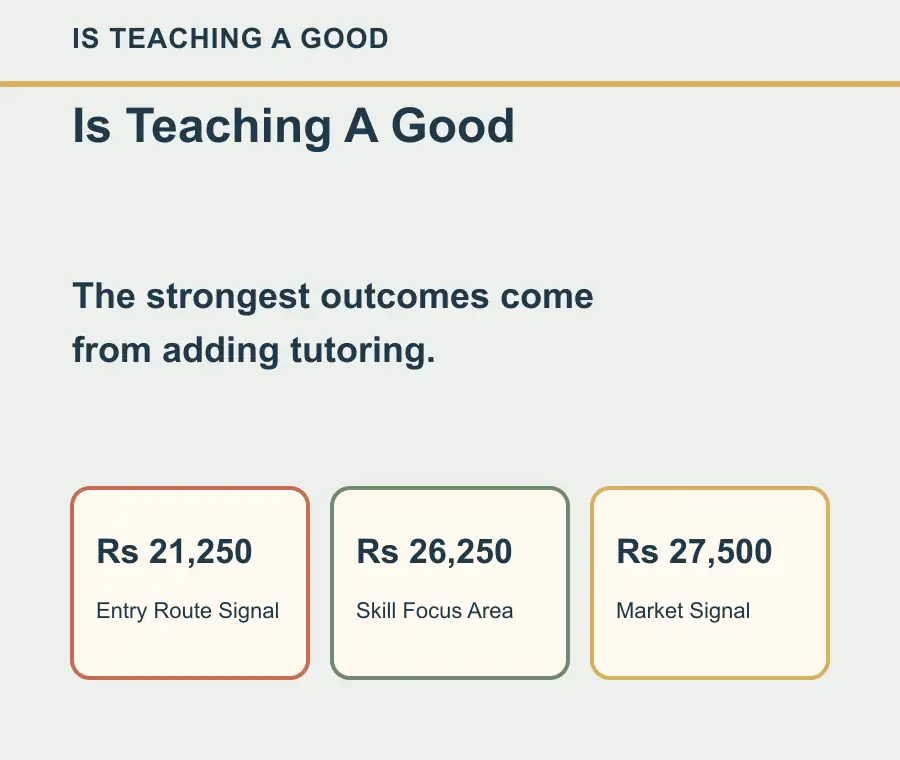 IS TEACHING A GOOD
Is Teaching A Good
The strongest outcomes come
from adding tutoring.
Rs 21,250
Entry Route Signal
Rs 26,250
Skill Focus Area
Rs 27,500
Market Signal